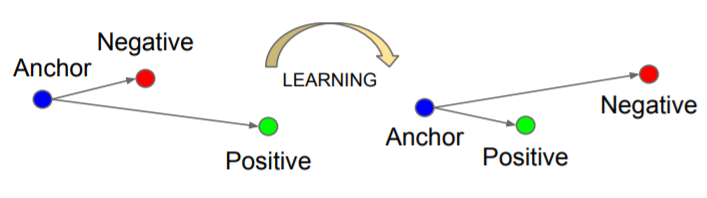 Negative
Anchor
Positive
LEARNING
Anchor
Positive
Negative